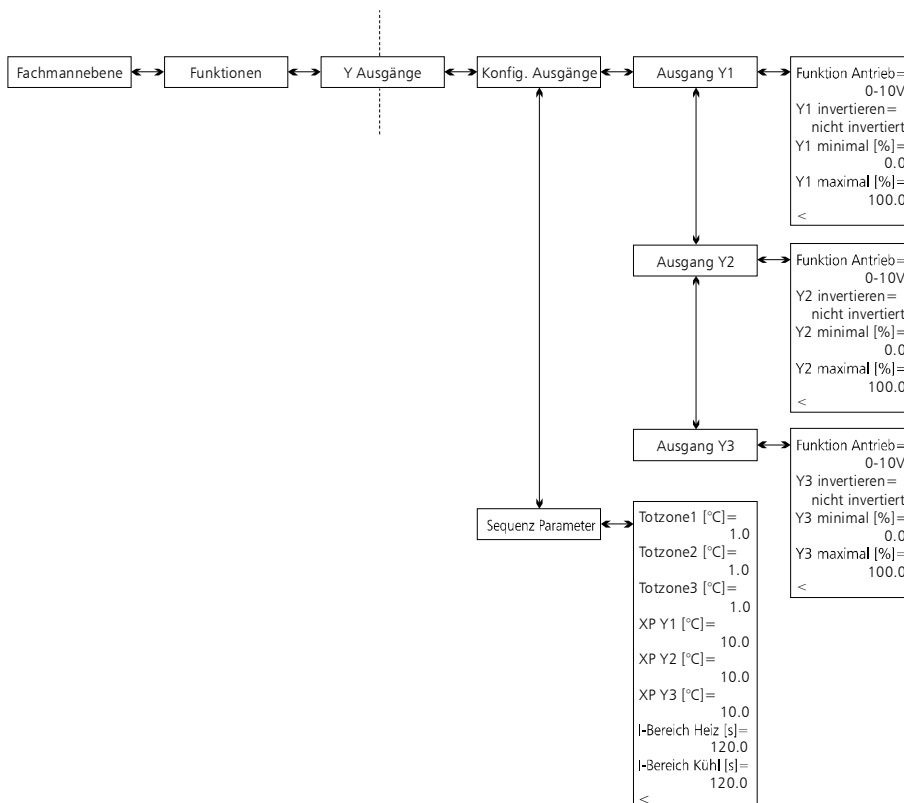 Fachmannebene
Funktionen
Y Ausgänge
Konfig. Ausgänge
Ausgang Y1
Funktion Antrieb=
0-10V
Y1 invertieren=
nicht invertiert
Y1 minimal [%]=
0.0
Y1 maximal [%]=
100.0
<
Ausgang Y2
Funktion Antrieb=
0-10V
Y2 invertieren=
nicht invertiert
Y2 minimal [%]=
0.0
Y2 maximal [%]=
100.0
<
Ausgang Y3
Funktion Antrieb=
0-10V
Y3 invertieren=
nicht invertiert
Y3 minimal [%]=
0.0
Y3 maximal [%]=
100.0
<
Sequenz Parameter
Totzone1 [°C]=
1.0
Totzone2 [°C]=
1.0
Totzone3 [°C]=
1.0
XP Y1 [°C]=
10.0
XP Y2 [°C]=
10.0
XP Y3 [°C]=
10.0
I-Bereich Heiz [s]=
120.0
I-Bereich Kühl [s]=
120.0
<